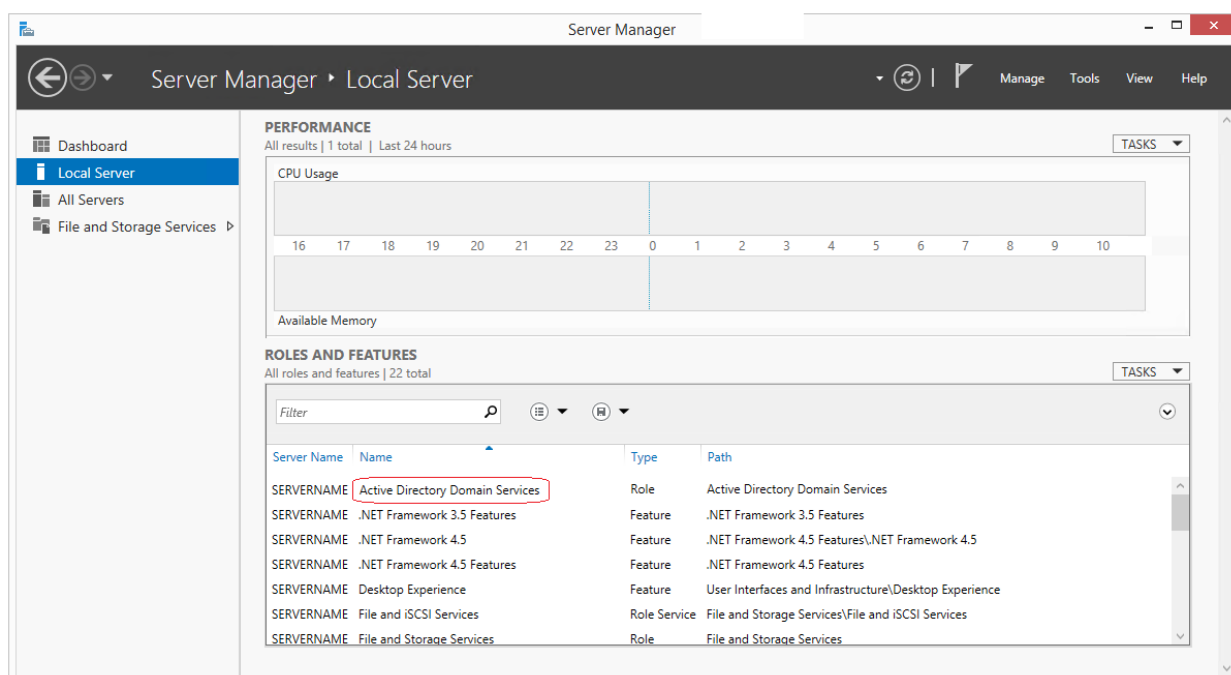 Server Manager
Server Manager ‣ Local Server
Manage Tools View Help
Dashboard
Local Server
All Servers
File and Storage Services
PERFORMANCE
All results | 1 total | Last 24 hours
TASKS
CPU Usage
16 17 18 19 20 21 22 23 0 1 2 3 4 5 6 7 8 9 10
Available Memory
ROLES AND FEATURES
All roles and features | 22 total
TASKS
Filter
Server Name Name Type Path
SERVERNAME Active Directory Domain Services Role Active Directory Domain Services
SERVERNAME .NET Framework 3.5 Features Feature .NET Framework 3.5 Features
SERVERNAME .NET Framework 4.5 Feature .NET Framework 4.5 Features\.NET Framework 4.5
SERVERNAME .NET Framework 4.5 Features Feature .NET Framework 4.5 Features
SERVERNAME Desktop Experience Feature User Interfaces and Infrastructure\Desktop Experience
SERVERNAME File and iSCSI Services Role Service File and Storage Services\File and iSCSI Services
SERVERNAME File and Storage Services Role File and Storage Services